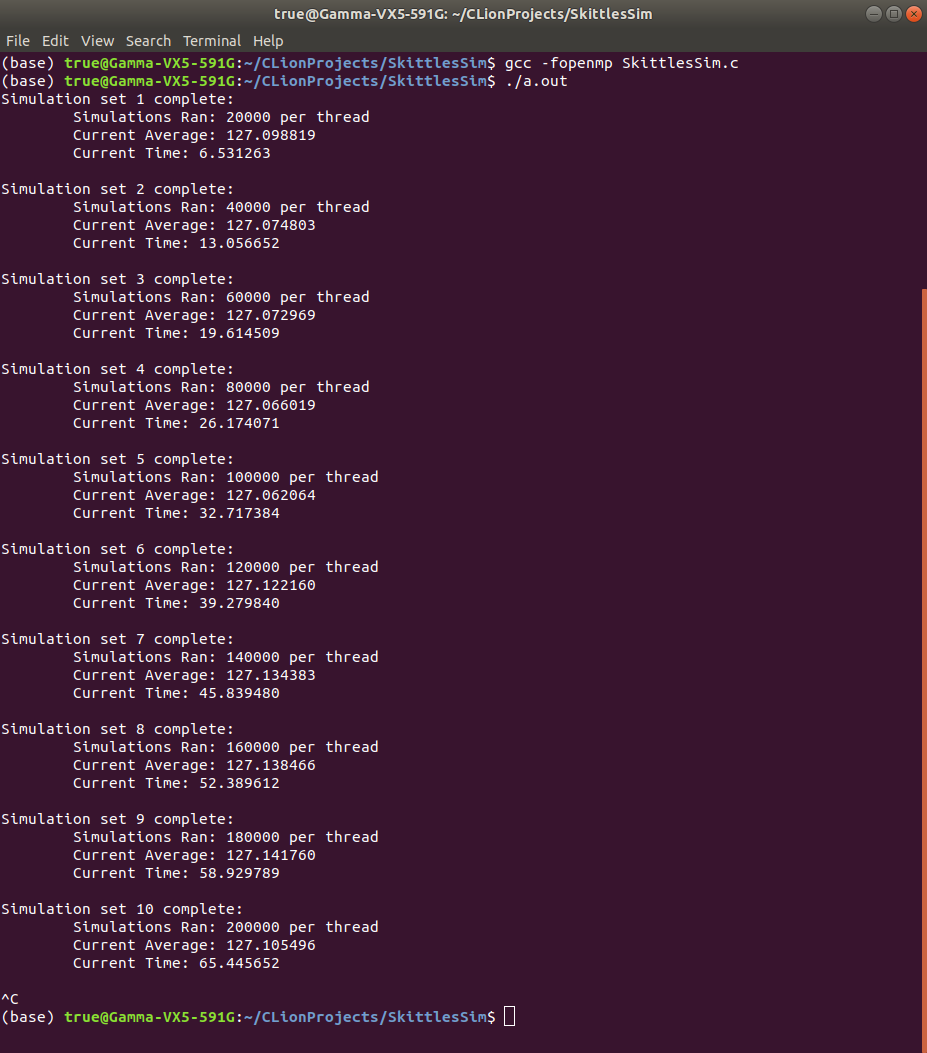 true@Gamma-VX5-591G: ~/CLionProjects/SkittlesSim
File Edit View Search Terminal Help
(base) true@Gamma-VX5-591G:~/CLionProjects/SkittlesSim$ gcc -fopenmp SkittlesSim.c
(base) true@Gamma-VX5-591G:~/CLionProjects/SkittlesSim$ ./a.out
Simulation set 1 complete:
Simulations Ran: 20000 per thread
Current Average: 127.098819
Current Time: 6.531263
Simulation set 2 complete:
Simulations Ran: 40000 per thread
Current Average: 127.074803
Current Time: 13.056652
Simulation set 3 complete:
Simulations Ran: 60000 per thread
Current Average: 127.072969
Current Time: 19.614509
Simulation set 4 complete:
Simulations Ran: 80000 per thread
Current Average: 127.066019
Current Time: 26.174071
Simulation set 5 complete:
Simulations Ran: 100000 per thread
Current Average: 127.062064
Current Time: 32.717384
Simulation set 6 complete:
Simulations Ran: 120000 per thread
Current Average: 127.122160
Current Time: 39.279840
Simulation set 7 complete:
Simulations Ran: 140000 per thread
Current Average: 127.134383
Current Time: 45.839480
Simulation set 8 complete:
Simulations Ran: 160000 per thread
Current Average: 127.138466
Current Time: 52.389612
Simulation set 9 complete:
Simulations Ran: 180000 per thread
Current Average: 127.141760
Current Time: 58.929789
Simulation set 10 complete:
Simulations Ran: 200000 per thread
Current Average: 127.105496
Current Time: 65.445652
^C
(base) true@Gamma-VX5-591G:~/CLionProjects/SkittlesSim$